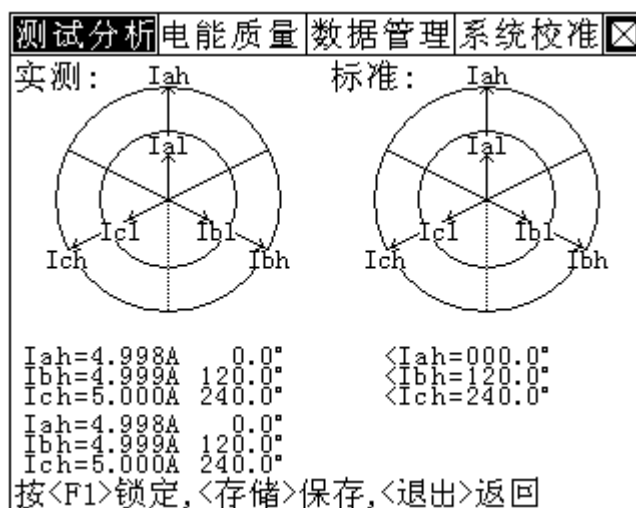 测试分析 电能质量 数据管理 系统校准
实测: 标准:
Iah Iah
Ial Ial
Icl Ibl Icl Ibl
Ich Ibh Ich Ibh
Iah=4.998A 0.0° <Iah=000.0°
Ibh=4.999A 120.0° <Ibh=120.0°
Ich=5.000A 240.0° <Ich=240.0°
Iah=4.998A 0.0°
Ibh=4.999A 120.0°
Ich=5.000A 240.0°
按<F1>锁定,<存储>保存,<退出>返回